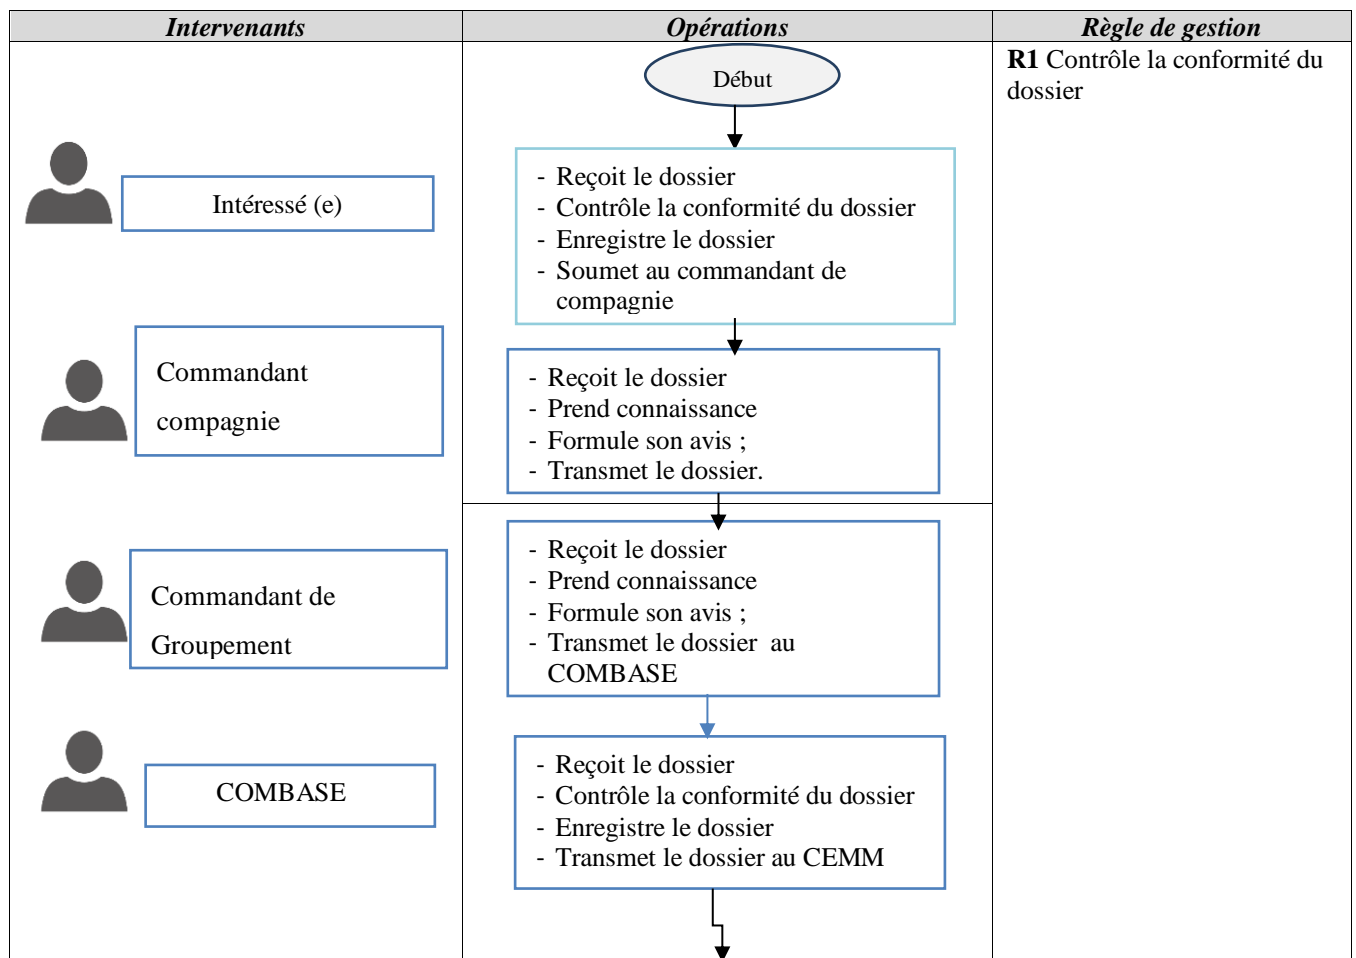 Intervenants
Opérations
Règle de gestion
Début
R1 Contrôle la conformité du
dossier
Intéressé (e)
- Reçoit le dossier
- Contrôle la conformité du dossier
- Enregistre le dossier
- Soumet au commandant de
compagnie
Commandant
compagnie
- Reçoit le dossier
- Prend connaissance
- Formule son avis ;
- Transmet le dossier.
Commandant de
Groupement
- Reçoit le dossier
- Prend connaissance
- Formule son avis ;
- Transmet le dossier au
COMBASE
COMBASE
- Reçoit le dossier
- Contrôle la conformité du dossier
- Enregistre le dossier
- Transmet le dossier au CEMM